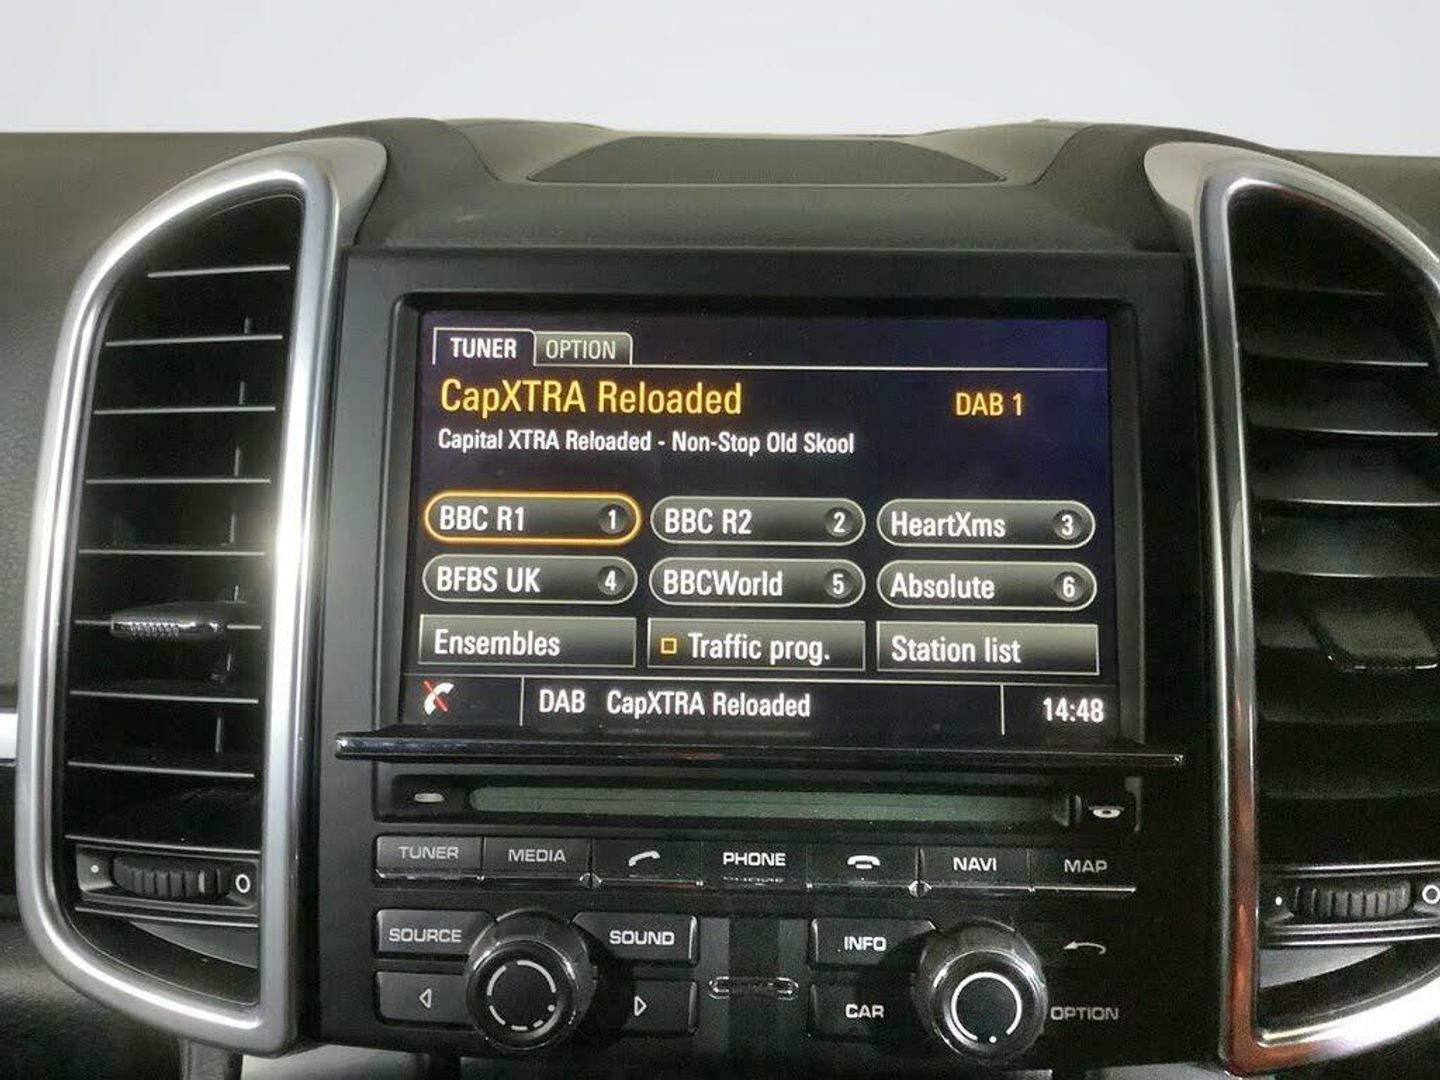 TUNER OPTION
CapXTRA Reloaded DAB 1
Capital XTRA Reloaded - Non-Stop Old Skool
BBC R1 1 BBC R2 2 HeartXms 3
BFBS UK 4 BBCWorld 5 Absolute 6
Ensembles Traffic prog. Station list
DAB CapXTRA Reloaded 14:48
TUNER MEDIA PHONE NAVI MAP
SOURCE SOUND INFO
CAR OPTION